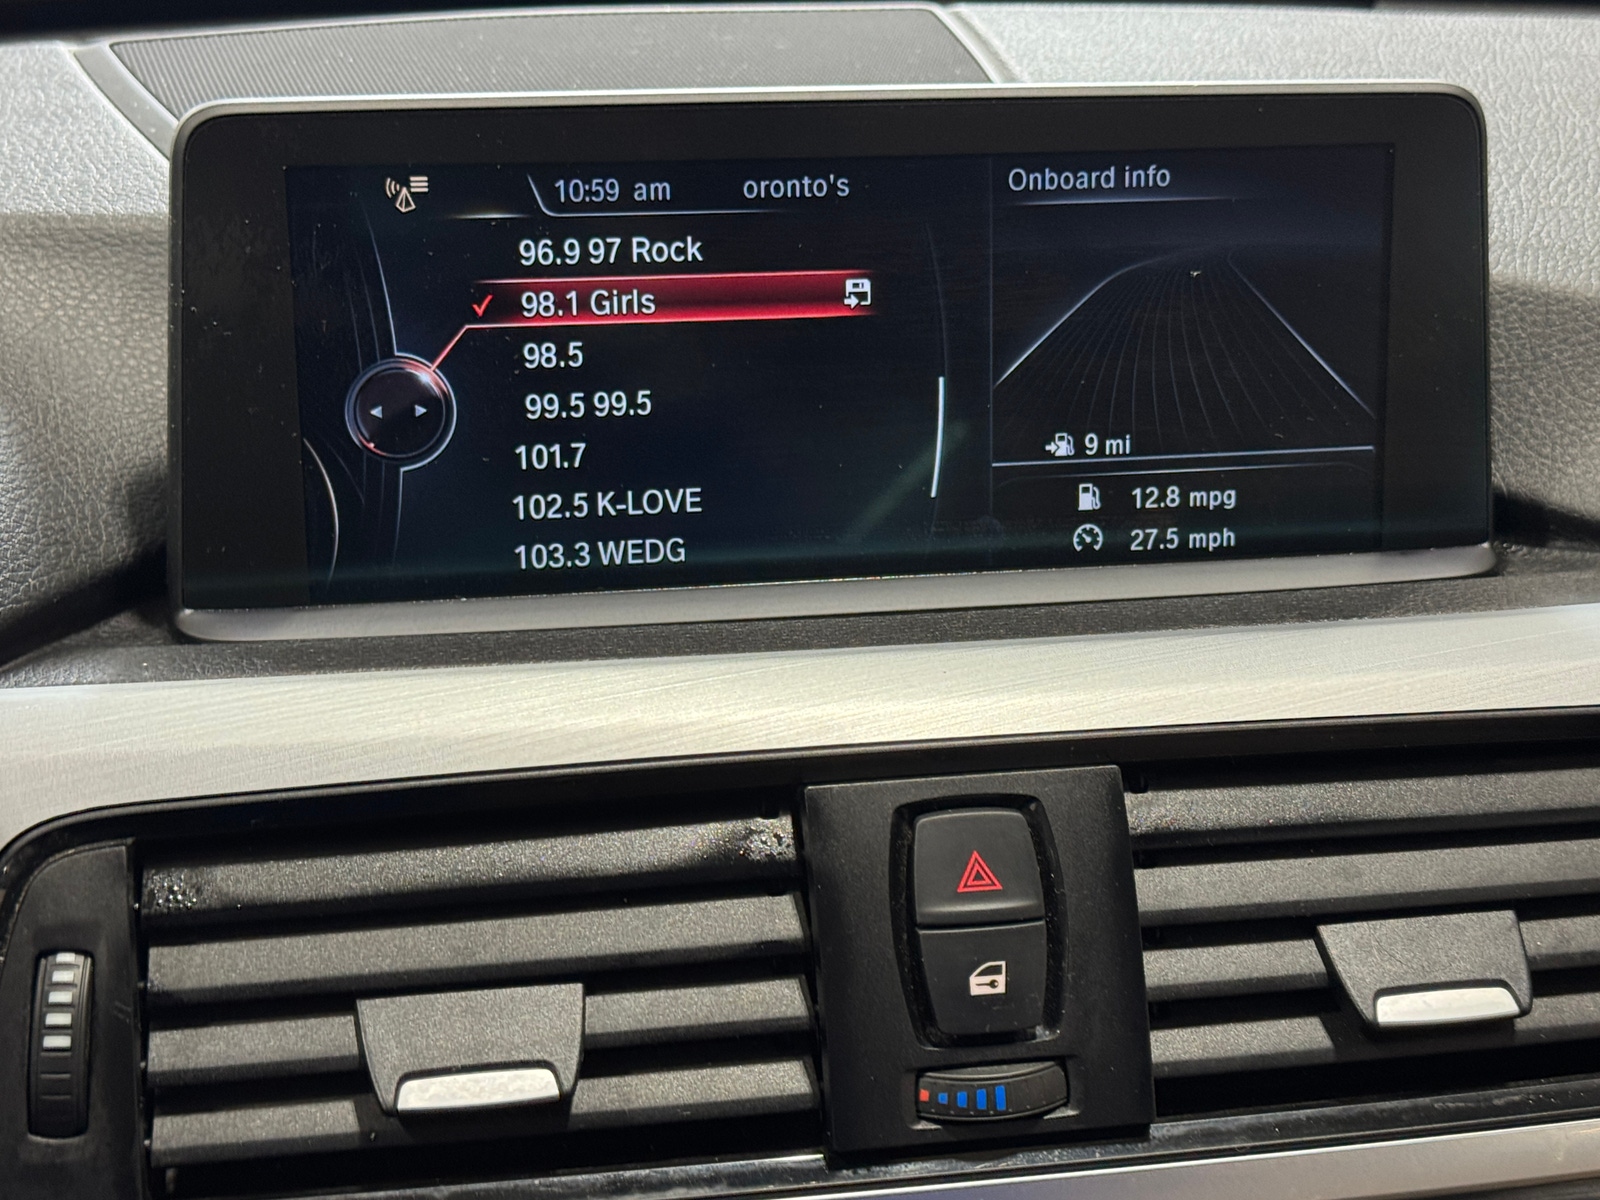 10:59 am oronto's
96.9 97 Rock
98.1 Girls
98.5
99.5 99.5
101.7
102.5 K-LOVE
103.3 WEDG
Onboard info
9 mi
12.8 mpg
27.5 mph